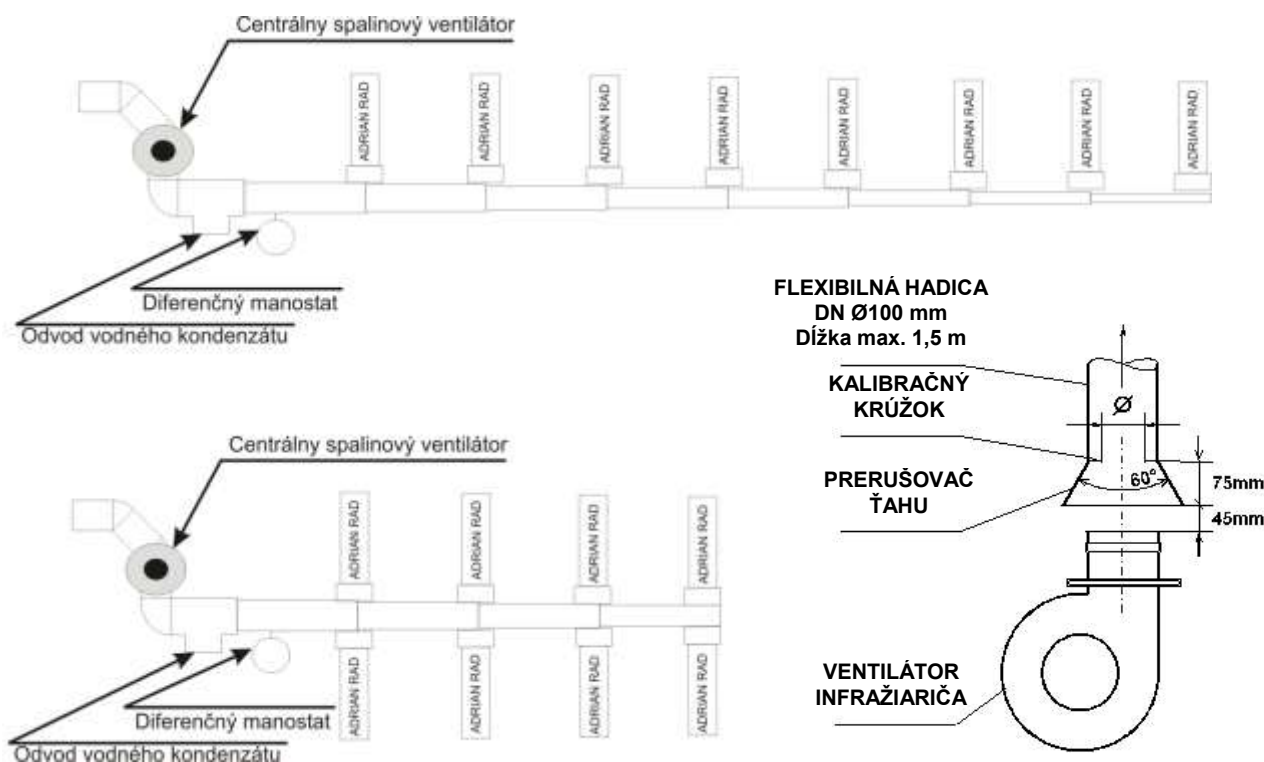 Centrálny spalinový ventilátor
ADRIAN RAD
ADRIAN RAD
ADRIAN RAD
ADRIAN RAD
ADRIAN RAD
ADRIAN RAD
ADRIAN RAD
ADRIAN RAD
Diferenčný manostat
Odvod vodného kondenzátu
Centrálny spalinový ventilátor
ADRIAN RAD
ADRIAN RAD
ADRIAN RAD
ADRIAN RAD
ADRIAN RAD
ADRIAN RAD
ADRIAN RAD
ADRIAN RAD
Diferenčný manostat
Odvod vodného kondenzátu
FLEXIBILNÁ HADICA
DN Ø100 mm
Dĺžka max. 1,5 m
KALIBRAČNÝ
KRÚŽOK
Ø
PRERUŠOVAČ
ŤAHU
60°
75mm
45mm
VENTILÁTOR
INFRAŽIARIČA